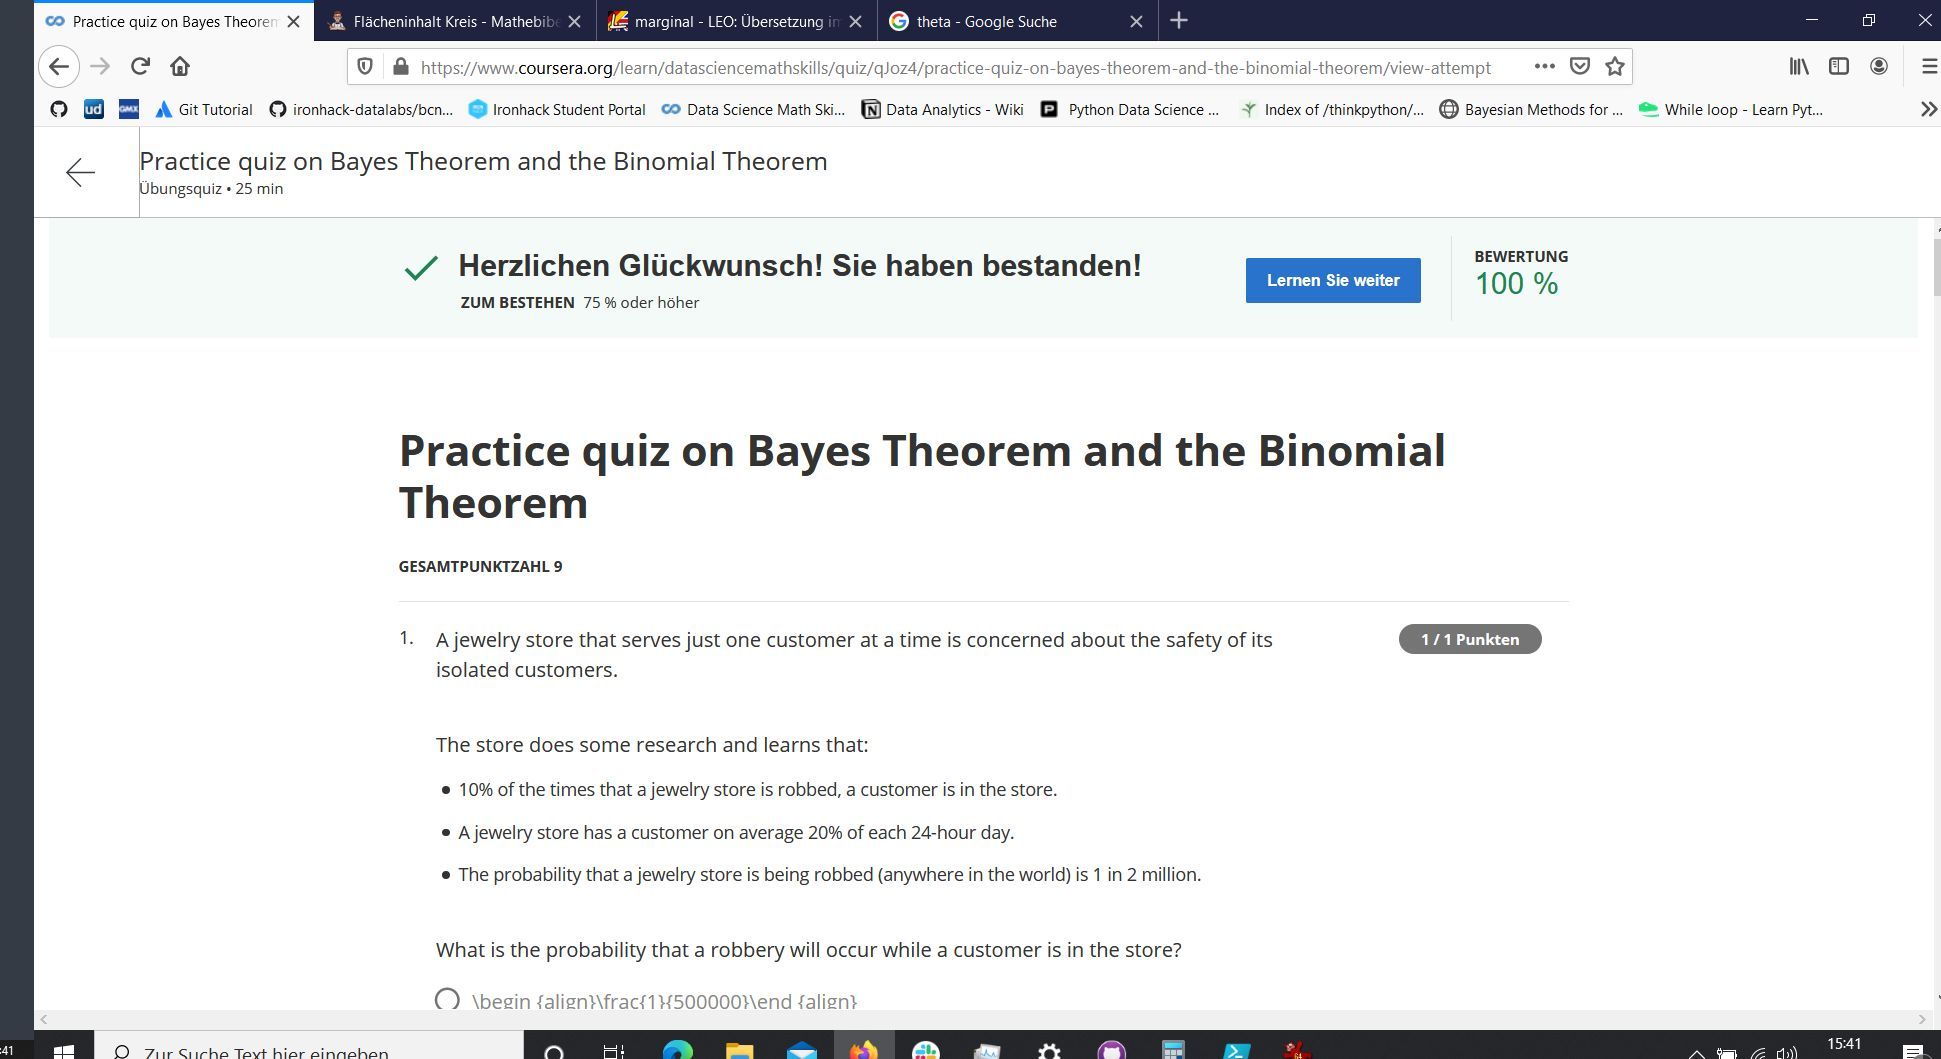 Practice quiz on Bayes Theorem
Flächeninhalt Kreis - Mathebibe
marginal - LEO: Übersetzung im
theta - Google Suche
https://www.coursera.org/learn/datasciencemathskills/quiz/qJoz4/practice-quiz-on-bayes-theorem-and-the-binomial-theorem/view-attempt
ud
GMX
Git Tutorial
ironhack-datalabs/bcn...
Ironhack Student Portal
Data Science Math Ski...
Data Analytics - Wiki
Python Data Science ...
Index of /thinkpython/...
Bayesian Methods for ...
While loop - Learn Pyt...
Practice quiz on Bayes Theorem and the Binomial Theorem
Übungsquiz • 25 min
Herzlichen Glückwunsch! Sie haben bestanden!
ZUM BESTEHEN 75 % oder höher
Lernen Sie weiter
BEWERTUNG
100 %
Practice quiz on Bayes Theorem and the Binomial
Theorem
GESAMTPUNKTZAHL 9
1. A jewelry store that serves just one customer at a time is concerned about the safety of its
isolated customers.
1 / 1 Punkten
The store does some research and learns that:
• 10% of the times that a jewelry store is robbed, a customer is in the store.
• A jewelry store has a customer on average 20% of each 24-hour day.
• The probability that a jewelry store is being robbed (anywhere in the world) is 1 in 2 million.
What is the probability that a robbery will occur while a customer is in the store?
\begin {align}\frac{1}{500000}\end {align}
:41
Zur Suche Text hier eingeben
64
15:41